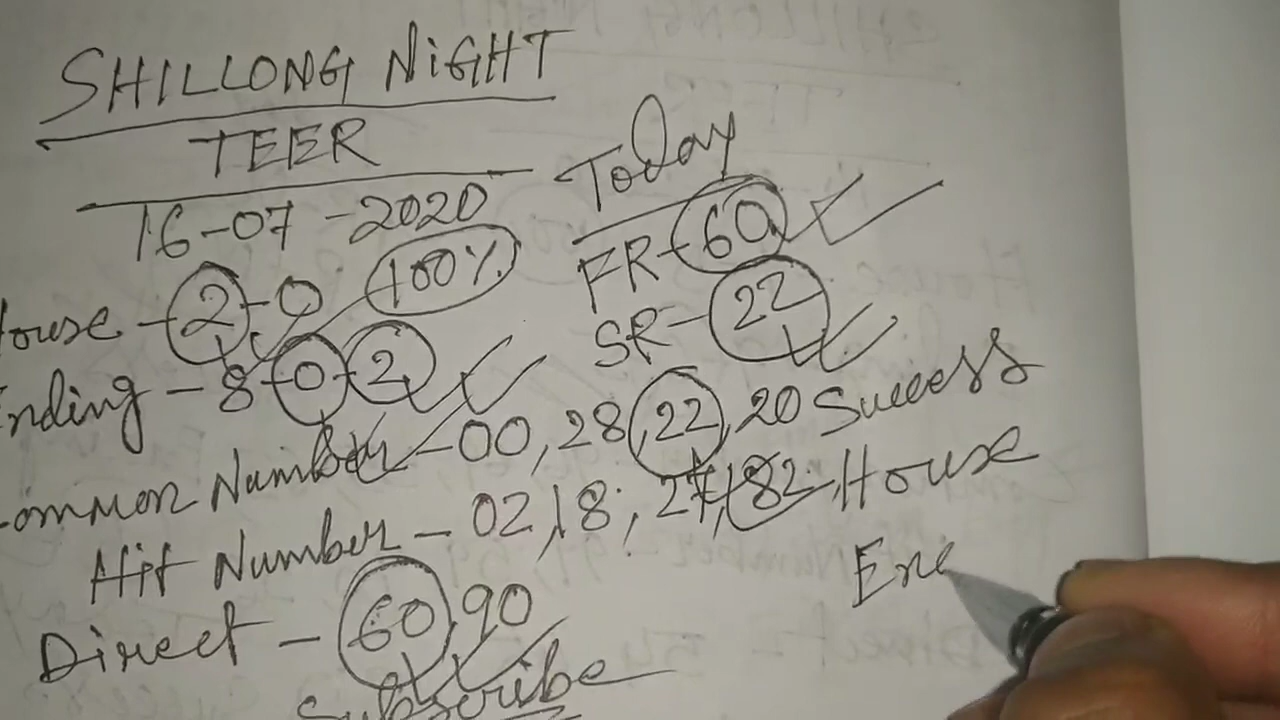 SHILLONG NiGHT
TEER
16-07-2020
Today
FR-60
SR-22
House - 2-0 100%
Ending - 8-0-2
Common Number - 00, 28, 22, 20 Success
Hit Number - 02, 18, 27, 82 House
Direct - 60, 90 Ene
Subscribe